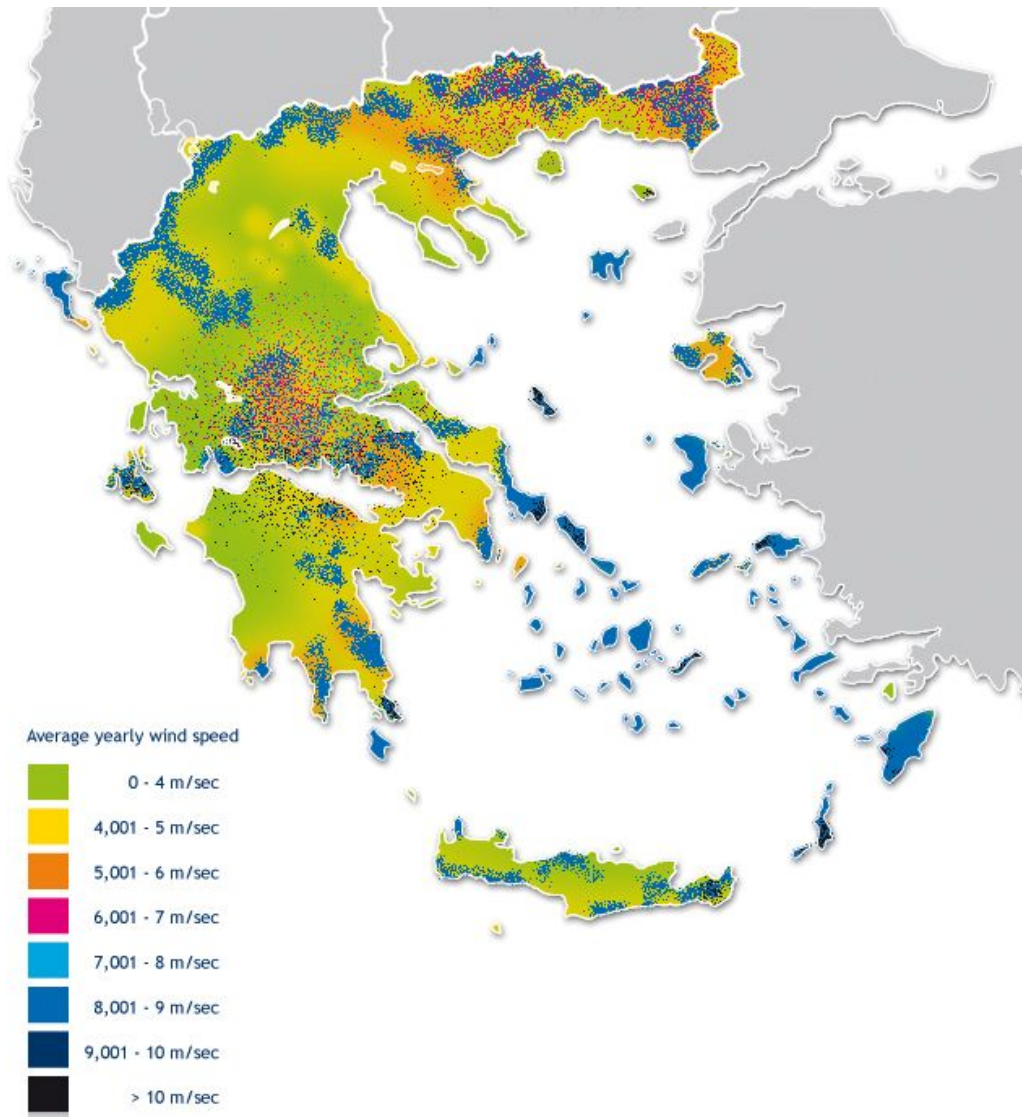 Average yearly wind speed
0 - 4 m/sec
4,001 - 5 m/sec
5,001 - 6 m/sec
6,001 - 7 m/sec
7,001 - 8 m/sec
8,001 - 9 m/sec
9,001 - 10 m/sec
> 10 m/sec